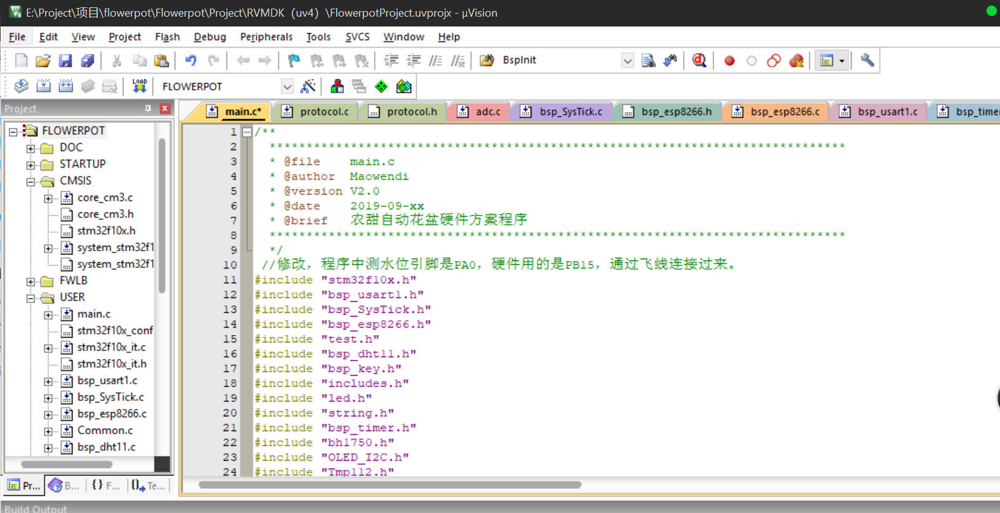 E:\Project\项目\flowerpot\Flowerpot\Project\RVMDK（uv4）\FlowerpotProject.uvprojx - µVision
File Edit View Project Flash Debug Peripherals Tools SVCS Window Help
BspInit
LOAD FLOWERPOT
Project
main.c* protocol.c protocol.h adc.c bsp_SysTick.c bsp_esp8266.h bsp_esp8266.c bsp_usart1.c bsp_timer
FLOWERPOT
DOC
STARTUP
CMSIS
core_cm3.c
core_cm3.h
stm32f10x.h
system_stm32f1
system_stm32f1
FWLB
USER
main.c
stm32f10x_conf
stm32f10x_it.c
stm32f10x_it.h
bsp_usart1.c
bsp_SysTick.c
bsp_esp8266.c
Common.c
bsp_dht11.c
Pr... B... {} F... Te...
1 /**
2 ******************************************************************************
3 * @file main.c
4 * @author Maowendi
5 * @version V2.0
6 * @date 2019-09-xx
7 * @brief 农甜自动花盆硬件方案程序
8 ******************************************************************************
9 */
10 //修改，程序中测水位引脚是PA0，硬件用的是PB15，通过飞线连接过来。
11 #include "stm32f10x.h"
12 #include "bsp_usart1.h"
13 #include "bsp_SysTick.h"
14 #include "bsp_esp8266.h"
15 #include "test.h"
16 #include "bsp_dht11.h"
17 #include "bsp_key.h"
18 #include "includes.h"
19 #include "led.h"
20 #include "string.h"
21 #include "bsp_timer.h"
22 #include "bh1750.h"
23 #include "OLED_I2C.h"
24 #include "Tmp112.h"
Build Output